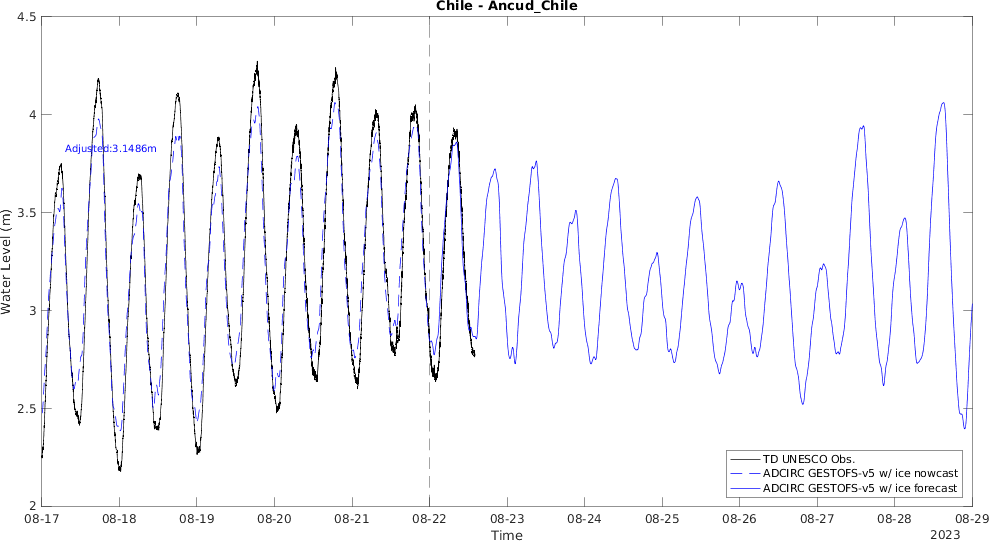 Chile - Ancud_Chile
4.5
4
3.5
3
2.5
2
Water Level (m)
Adjusted:3.1486m
TD UNESCO Obs.
ADCIRC GESTOFS-v5 w/ ice nowcast
ADCIRC GESTOFS-v5 w/ ice forecast
08-17 08-18 08-19 08-20 08-21 08-22 08-23 08-24 08-25 08-26 08-27 08-28 08-29
Time
2023